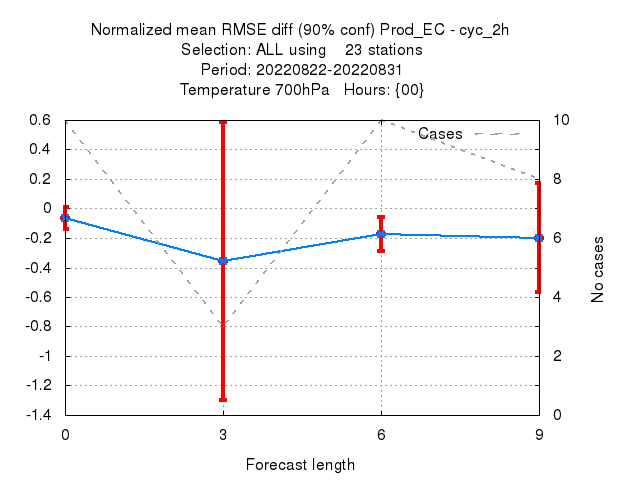 Normalized mean RMSE diff (90% conf) Prod_EC - cyc_2h
Selection: ALL using 23 stations
Period: 20220822-20220831
Temperature 700hPa Hours: {00}
0.6
0.4
0.2
0
-0.2
-0.4
-0.6
-0.8
-1
-1.2
-1.4
Cases
10
8
6
4
2
0
No cases
0 3 6 9
Forecast length